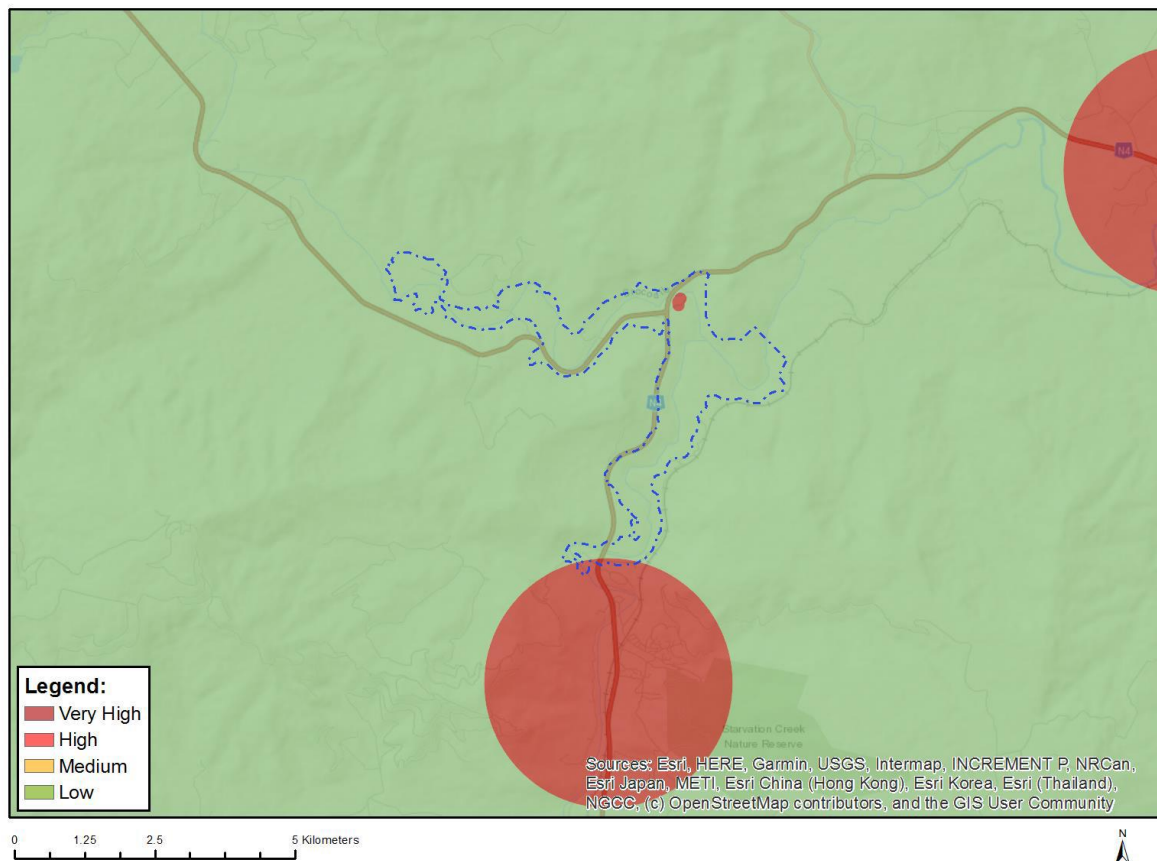 N4
Starvation Creek
Nature Reserve
Legend:
Very High
High
Medium
Low
Sources: Esri, HERE, Garmin, USGS, Intermap, INCREMENT P, NRCan,
Esri Japan, METI, Esri China (Hong Kong), Esri Korea, Esri (Thailand),
NGCC, (c) OpenStreetMap contributors, and the GIS User Community
0 1.25 2.5 5 Kilometers
N